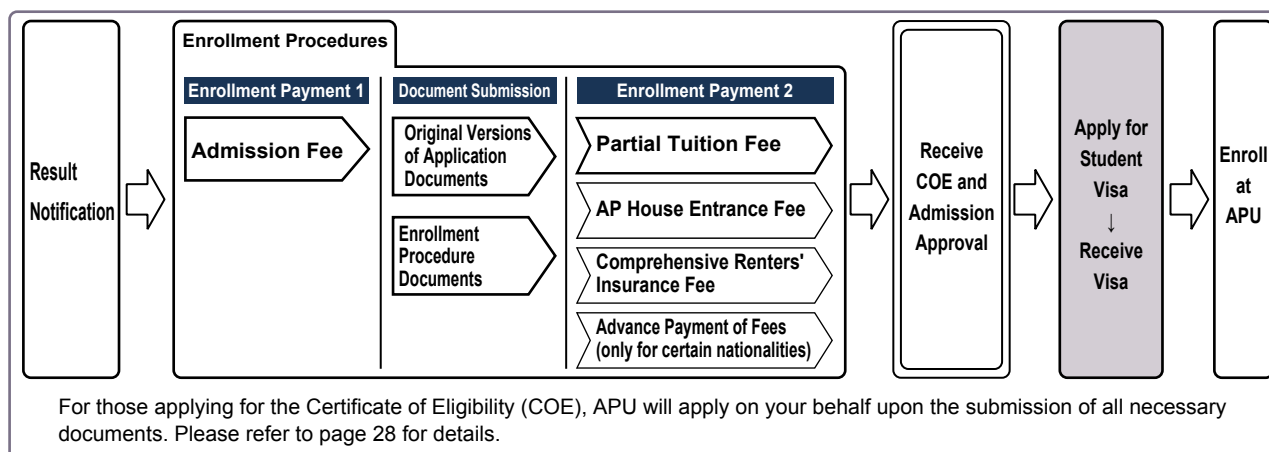 Result
Notification
Enrollment Procedures
Enrollment Payment 1
Admission Fee
Document Submission
Original Versions
of Application
Documents
Enrollment
Procedure
Documents
Enrollment Payment 2
Partial Tuition Fee
AP House Entrance Fee
Comprehensive Renters'
Insurance Fee
Advance Payment of Fees
(only for certain nationalities)
Receive
COE and
Admission
Approval
Apply for
Student
Visa
↓
Receive
Visa
Enroll
at
APU
For those applying for the Certificate of Eligibility (COE), APU will apply on your behalf upon the submission of all necessary
documents. Please refer to page 28 for details.